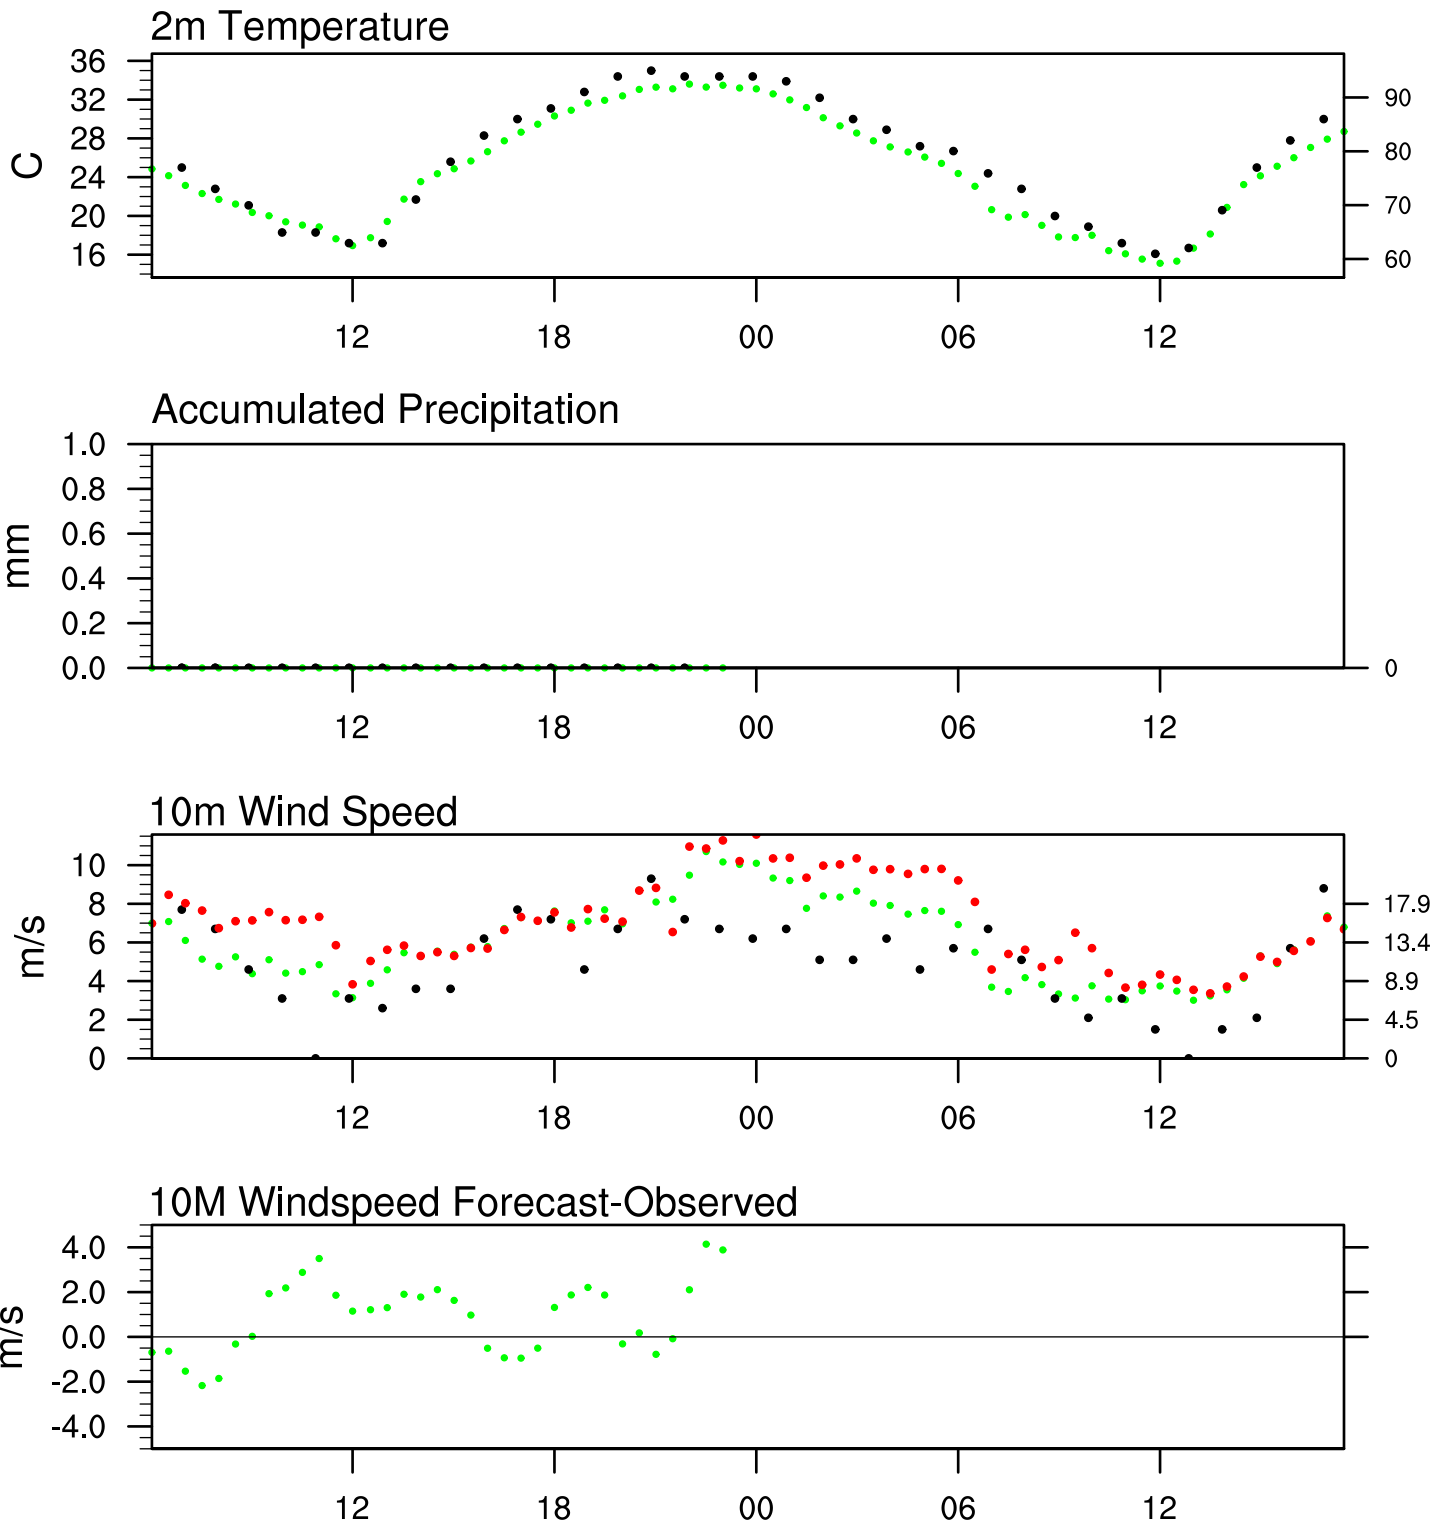 2m Temperature
36
32
28
24
20
16
C
90
80
70
60
12 18 00 06 12
Accumulated Precipitation
1.0
0.8
0.6
0.4
0.2
0.0
mm
0
12 18 00 06 12
10m Wind Speed
10
8
6
4
2
0
m/s
17.9
13.4
8.9
4.5
0
12 18 00 06 12
10M Windspeed Forecast-Observed
4.0
2.0
0.0
-2.0
-4.0
m/s
12 18 00 06 12